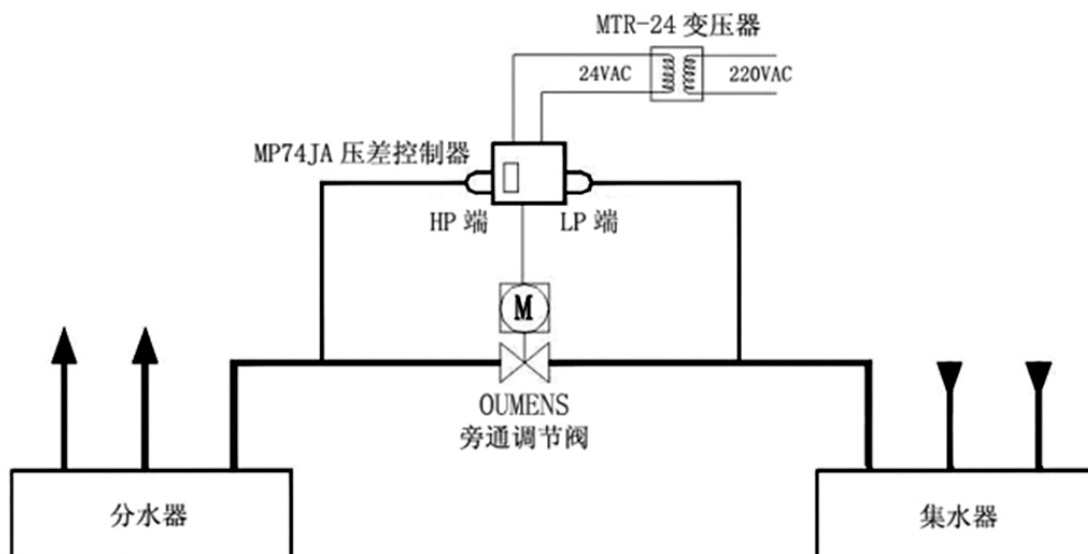 MTR-24 变压器
24VAC
220VAC
MP74JA 压差控制器
HP 端
LP 端
M
OUMENS
旁通调节阀
分水器
集水器